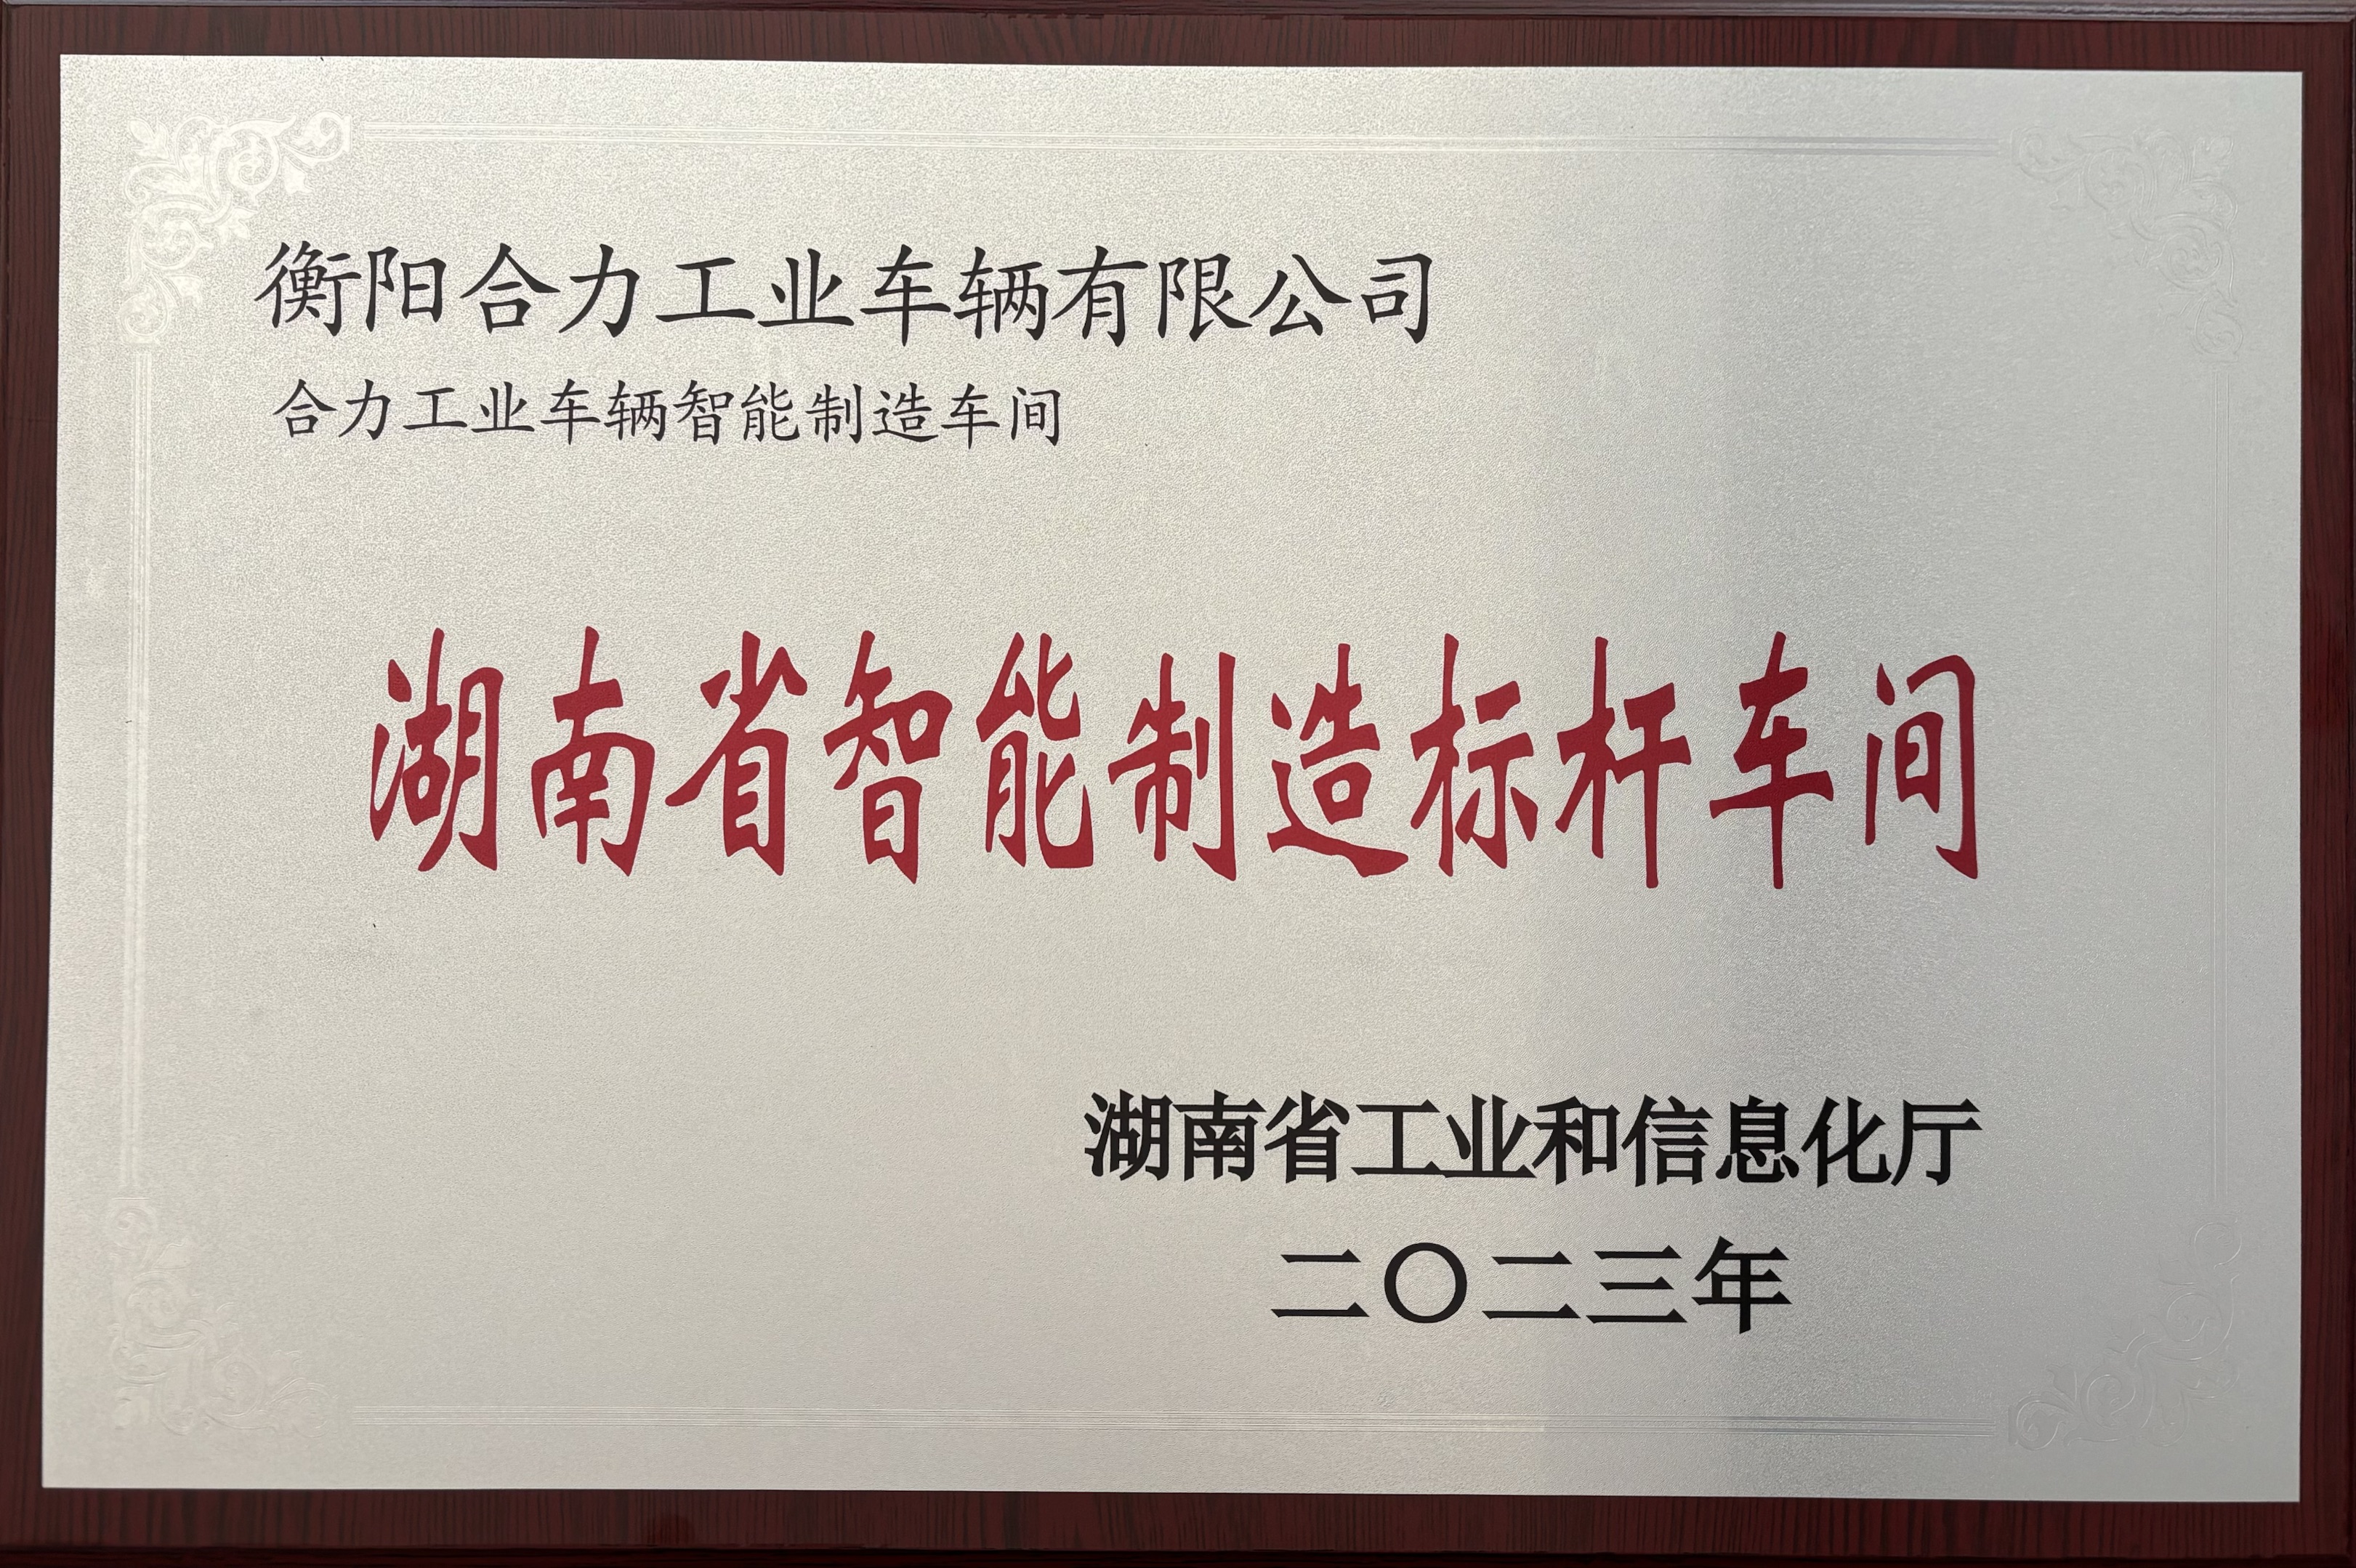 衡阳合力工业车辆有限公司
合力工业车辆智能制造车间
湖南省智能制造标杆车间
湖南省工业和信息化厅
二〇二三年